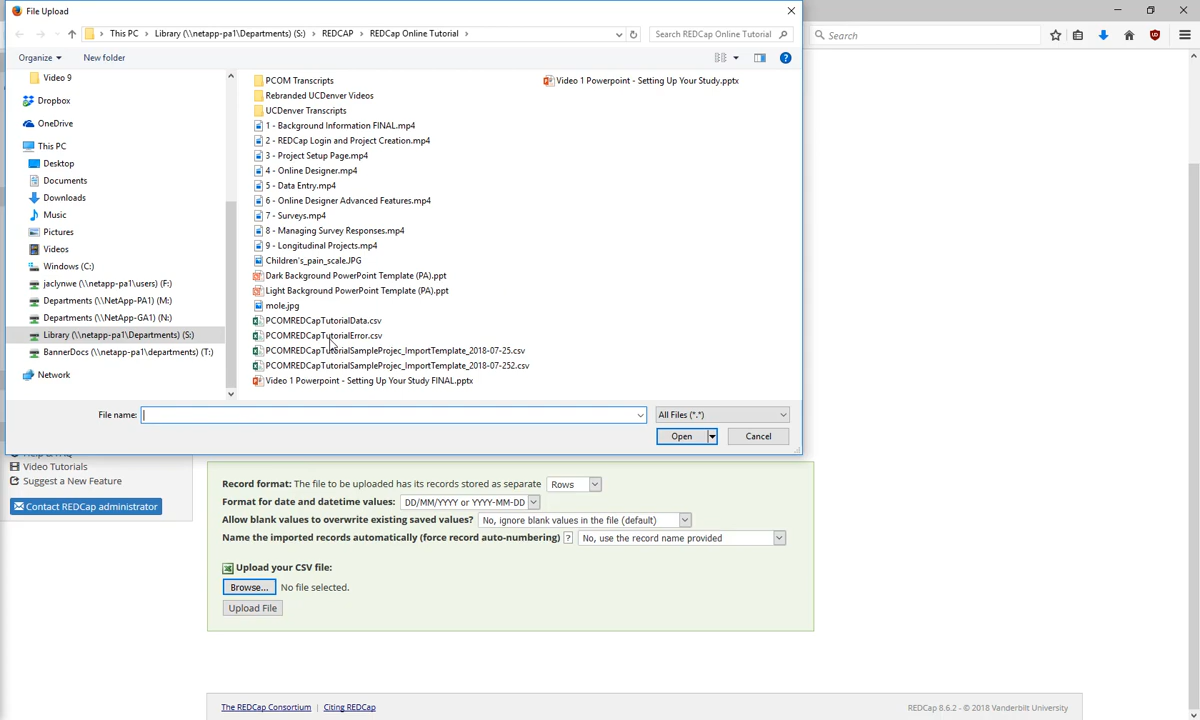 File Upload
This PC > Library (\\netapp-pa1\Departments) (S:) > REDCAP > REDCap Online Tutorial >
Search REDCap Online Tutorial
Search
Organize
New folder
Video 9
Dropbox
OneDrive
This PC
Desktop
Documents
Downloads
Music
Pictures
Videos
Windows (C:)
jaclynwe (\\netapp-pa1\users) (F:)
Departments (\\NetApp-PA1) (M:)
Departments (\\NetApp-GA1) (N:)
Library (\\netapp-pa1\Departments) (S:)
BannerDocs (\\netapp-pa1\departments) (T:)
Network
PCOM Transcripts
Rebranded UCDenver Videos
UCDenver Transcripts
1 - Background Information FINAL.mp4
2 - REDCap Login and Project Creation.mp4
3 - Project Setup Page.mp4
4 - Online Designer.mp4
5 - Data Entry.mp4
6 - Online Designer Advanced Features.mp4
7 - Surveys.mp4
8 - Managing Survey Responses.mp4
9 - Longitudinal Projects.mp4
Children's_pain_scale.JPG
Dark Background PowerPoint Template (PA).ppt
Light Background PowerPoint Template (PA).ppt
mole.jpg
PCOMREDCapTutorialData.csv
PCOMREDCapTutorialError.csv
PCOMREDCapTutorialSampleProjec_ImportTemplate_2018-07-25.csv
PCOMREDCapTutorialSampleProjec_ImportTemplate_2018-07-252.csv
Video 1 Powerpoint - Setting Up Your Study FINAL.pptx
Video 1 Powerpoint - Setting Up Your Study.pptx
File name:
All Files (*.*)
Open
Cancel
Video Tutorials
Suggest a New Feature
Contact REDCap administrator
Record format: The file to be uploaded has its records stored as separate Rows
Format for date and datetime values: DD/MM/YYYY or YYYY-MM-DD
Allow blank values to overwrite existing saved values? No, ignore blank values in the file (default)
Name the imported records automatically (force record auto-numbering) ? No, use the record name provided
Upload your CSV file:
Browse... No file selected.
Upload File
The REDCap Consortium | Citing REDCap
REDCap 8.6.2 - © 2018 Vanderbilt University